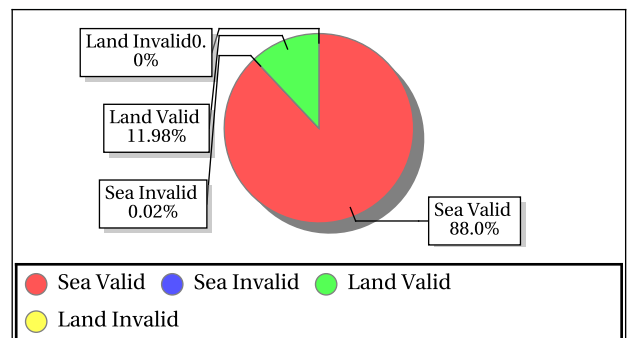 Land Invalid0.
0%
Land Valid
11.98%
Sea Invalid
0.02%
Sea Valid
88.0%
Sea Valid
Sea Invalid
Land Valid
Land Invalid